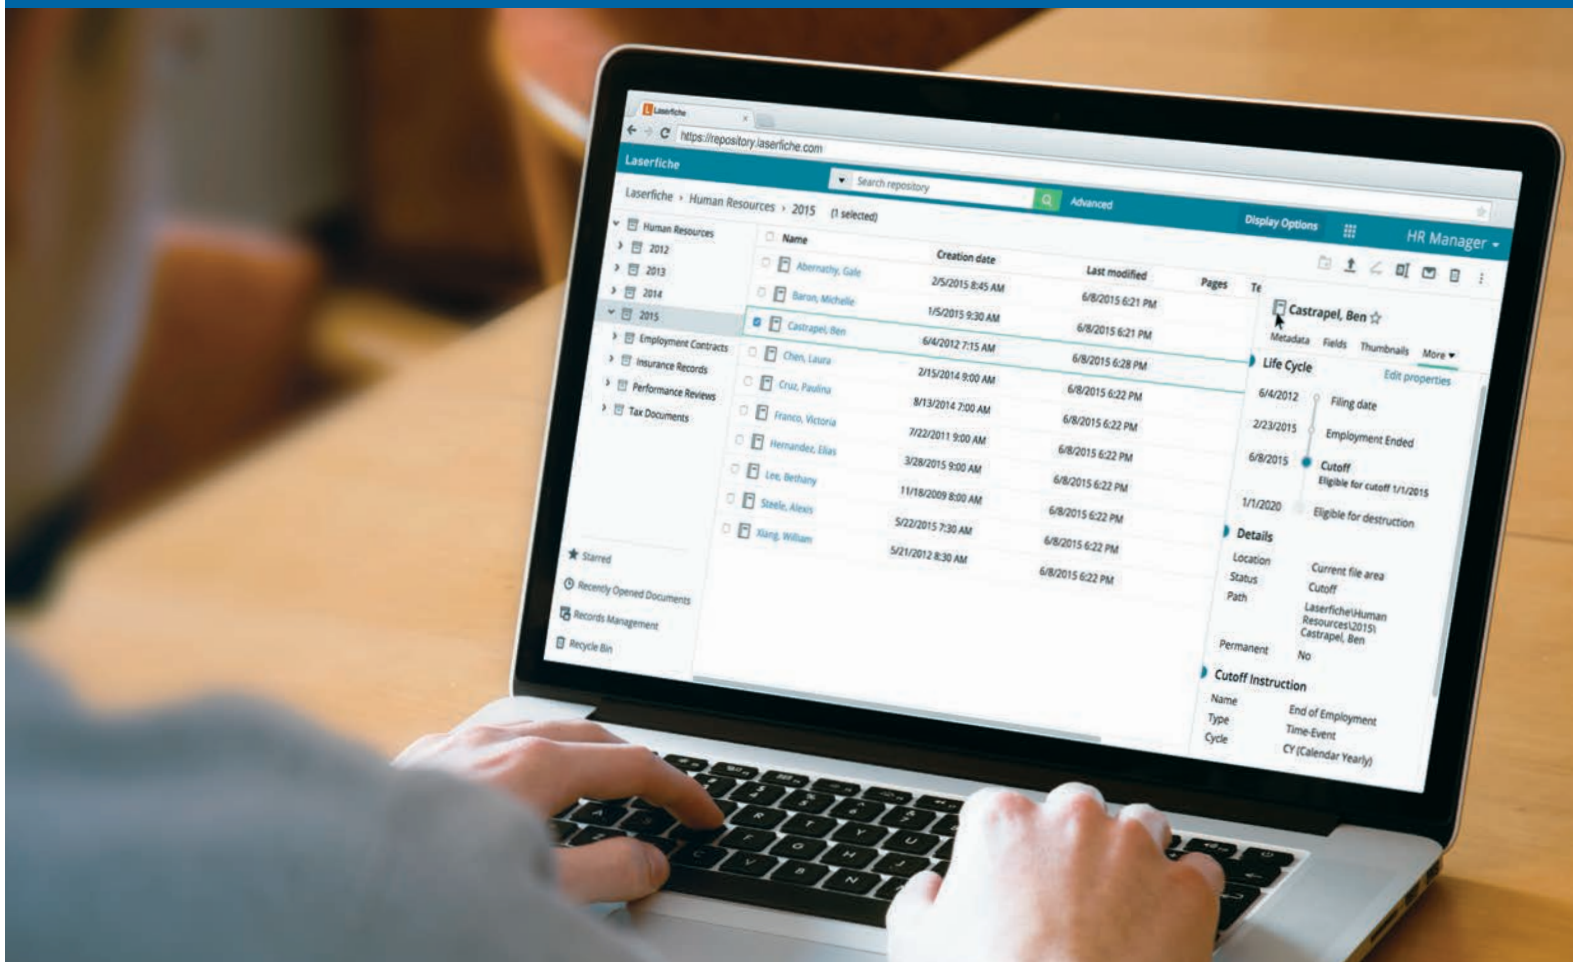 Laserfiche
https://repository.laserfiche.com
Laserfiche
Search repository
Advanced
Display Options
HR Manager
Laserfiche › Human Resources › 2015 (1 selected)
Human Resources
2012
2013
2014
2015
Employment Contracts
Insurance Records
Performance Reviews
Tax Documents
Starred
Recently Opened Documents
Records Management
Recycle Bin
Name Creation date Last modified Pages Te
Abernathy, Gale 2/5/2015 8:45 AM 6/8/2015 6:21 PM
Baron, Michelle 1/5/2015 9:30 AM 6/8/2015 6:21 PM
Castrapel, Ben 6/4/2012 7:15 AM 6/8/2015 6:28 PM
Chen, Laura 2/15/2014 9:00 AM 6/8/2015 6:22 PM
Cruz, Paulina 8/13/2014 7:00 AM 6/8/2015 6:22 PM
Franco, Victoria 7/22/2011 9:00 AM 6/8/2015 6:22 PM
Hernandez, Elias 3/28/2015 9:00 AM 6/8/2015 6:22 PM
Lee, Bethany 11/18/2009 8:00 AM 6/8/2015 6:22 PM
Steele, Alexis 5/22/2015 7:30 AM 6/8/2015 6:22 PM
Xiang, William 5/21/2012 8:30 AM 6/8/2015 6:22 PM
Castrapel, Ben
Metadata Fields Thumbnails More
Life Cycle
Edit properties
6/4/2012 Filing date
2/23/2015 Employment Ended
6/8/2015 Cutoff
Eligible for cutoff 1/1/2015
1/1/2020 Eligible for destruction
Details
Location Current file area
Status Cutoff
Path Laserfiche\Human
Resources\2015\
Castrapel, Ben
Permanent No
Cutoff Instruction
Name End of Employment
Type Time-Event
Cycle CY (Calendar Yearly)